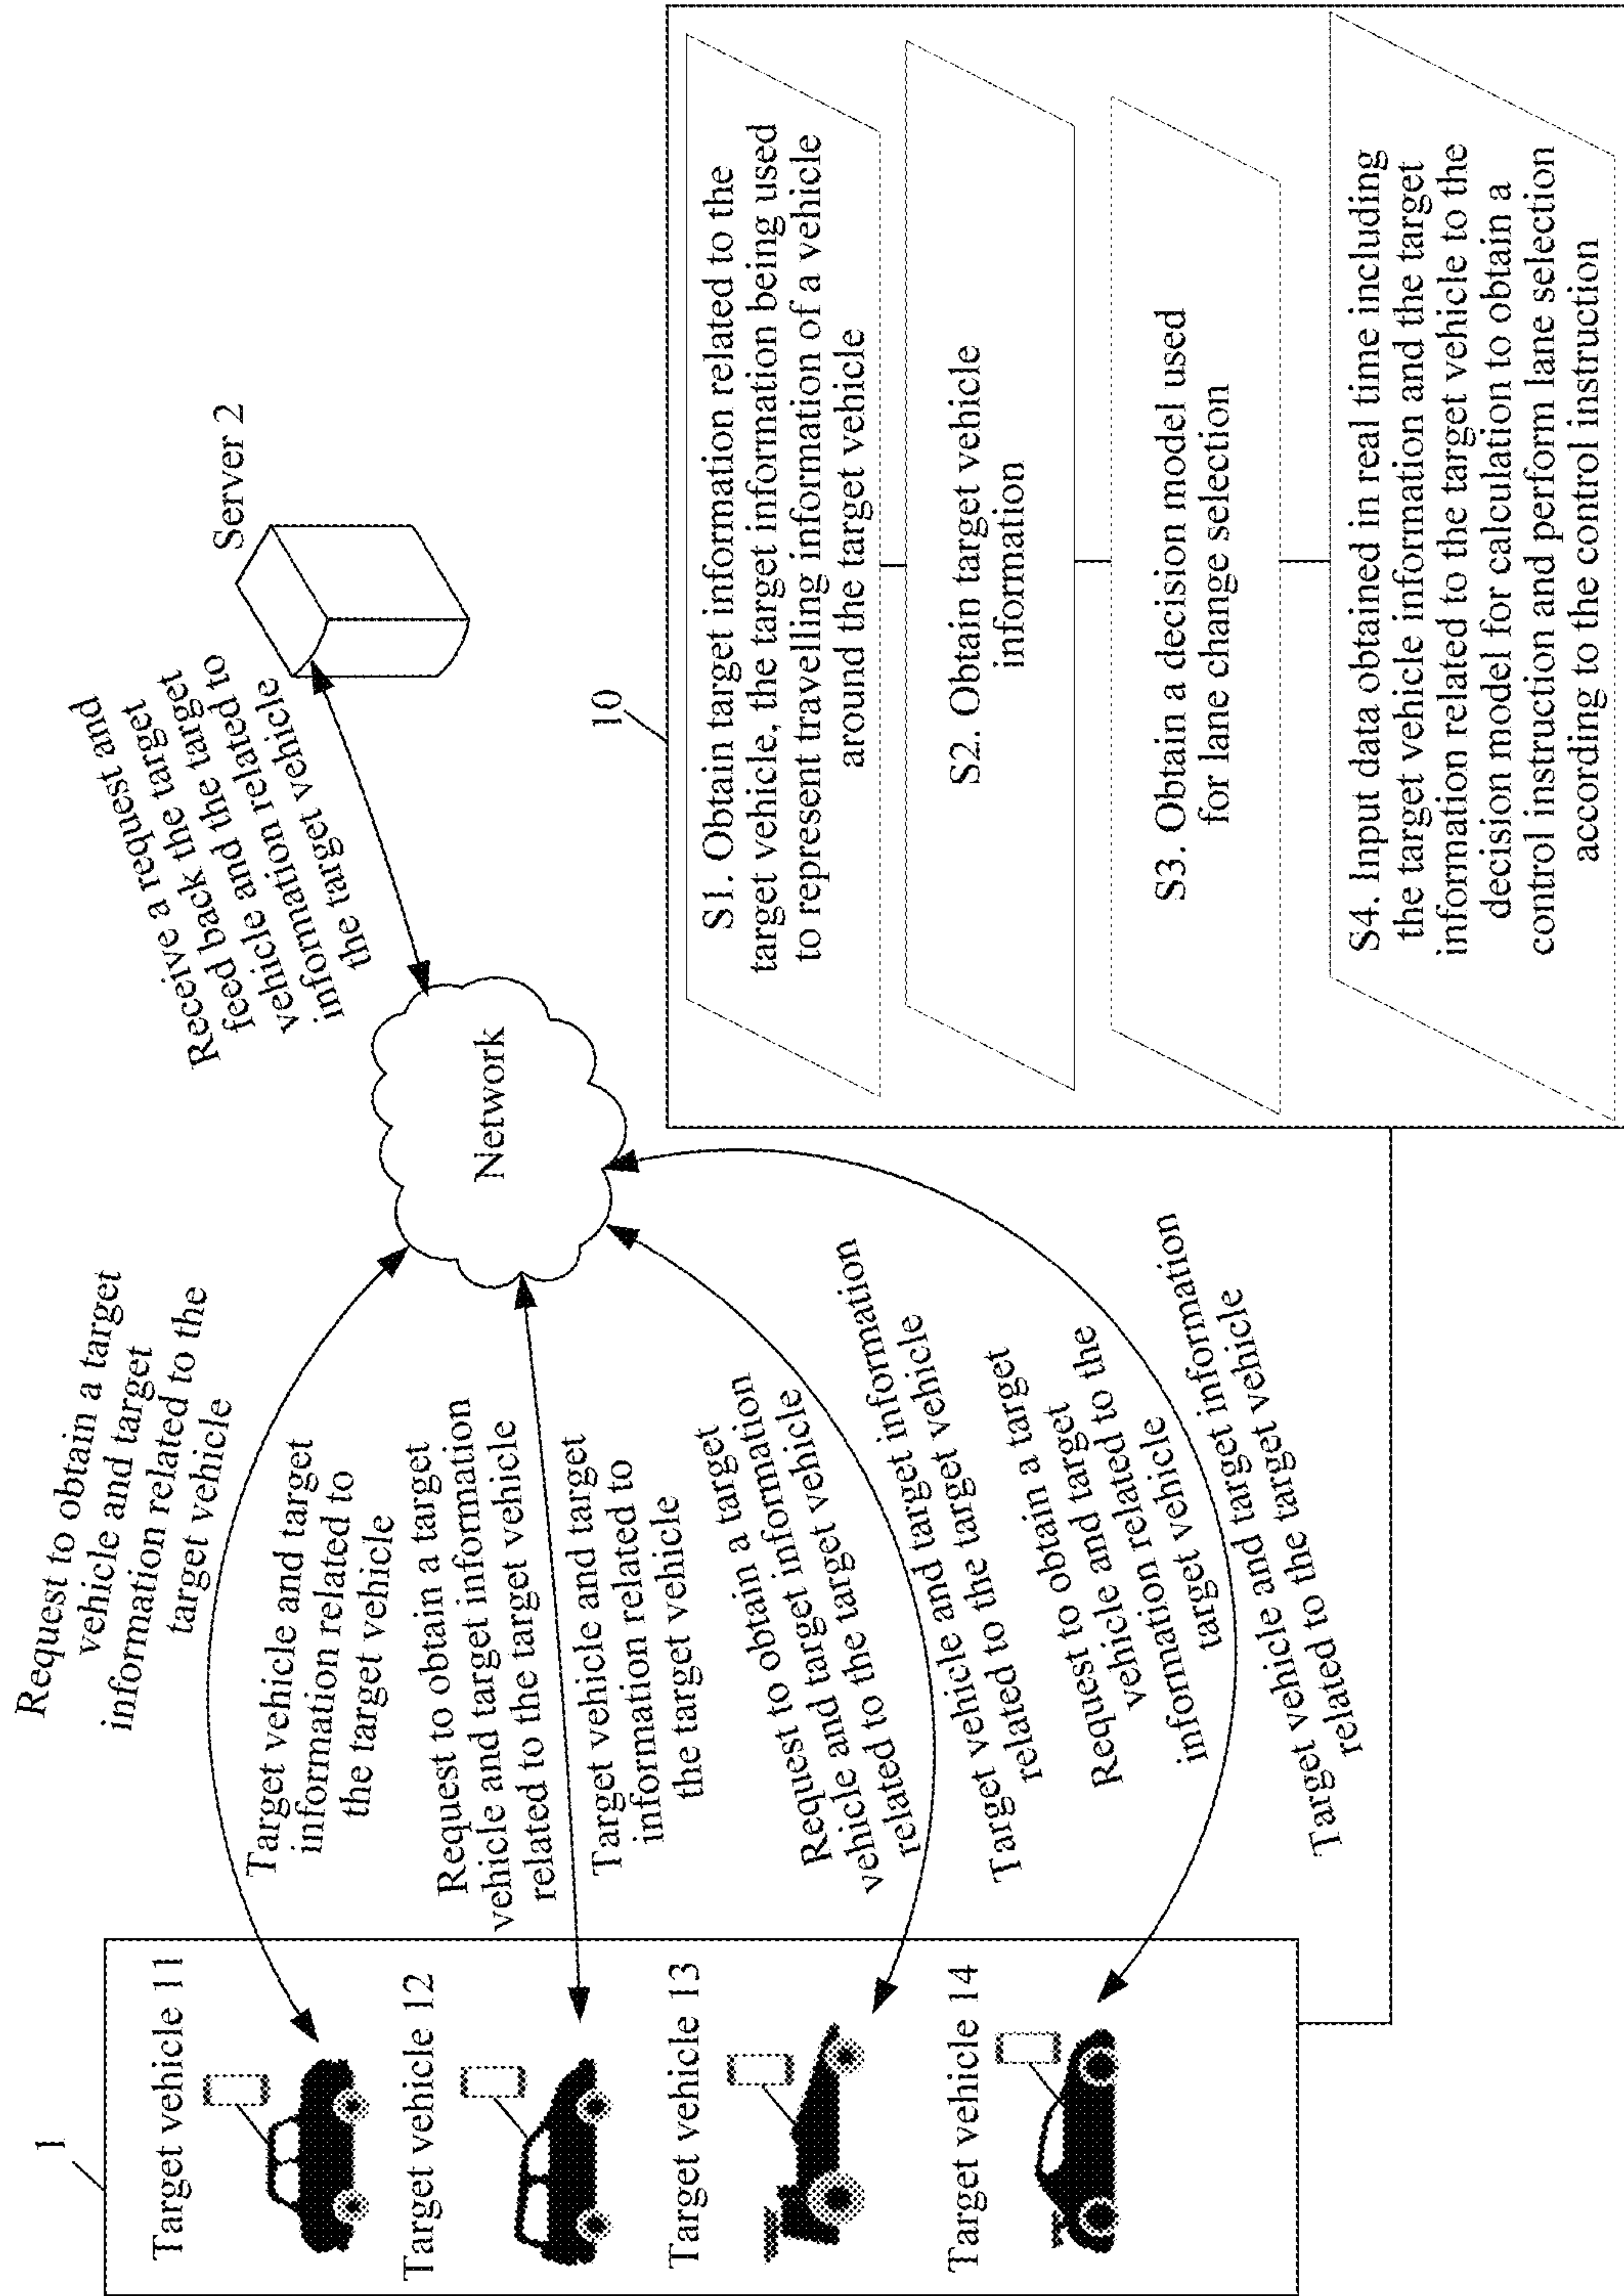 1
Target vehicle 11
Target vehicle 12
Target vehicle 13
Target vehicle 14
Request to obtain a target
vehicle and target
information related to the
target vehicle
Target vehicle and target
information related to
the target vehicle
Request to obtain a target
vehicle and target information
related to the target vehicle
Target vehicle and target
information related to
the target vehicle
Request to obtain a target
vehicle and target information
related to the target vehicle
Target vehicle and target information
related to the target vehicle
Request to obtain a target
vehicle and target
information related to the
target vehicle
Target vehicle and target information
related to the target vehicle
Network
Receive a request and
feed back the target
vehicle and the target
information related to
the target vehicle
Server 2
10
S1. Obtain target information related to the
target vehicle, the target information being used
to represent travelling information of a vehicle
around the target vehicle
S2. Obtain target vehicle
information
S3. Obtain a decision model used
for lane change selection
S4. Input data obtained in real time including
the target vehicle information and the target
information related to the target vehicle to the
decision model for calculation to obtain a
control instruction and perform lane selection
according to the control instruction